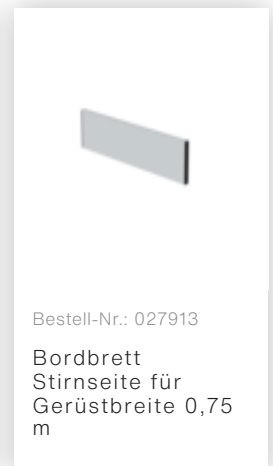 Bestell-Nr.: 027913
Bordbrett
Stirnseite für
Gerüstbreite 0,75
m